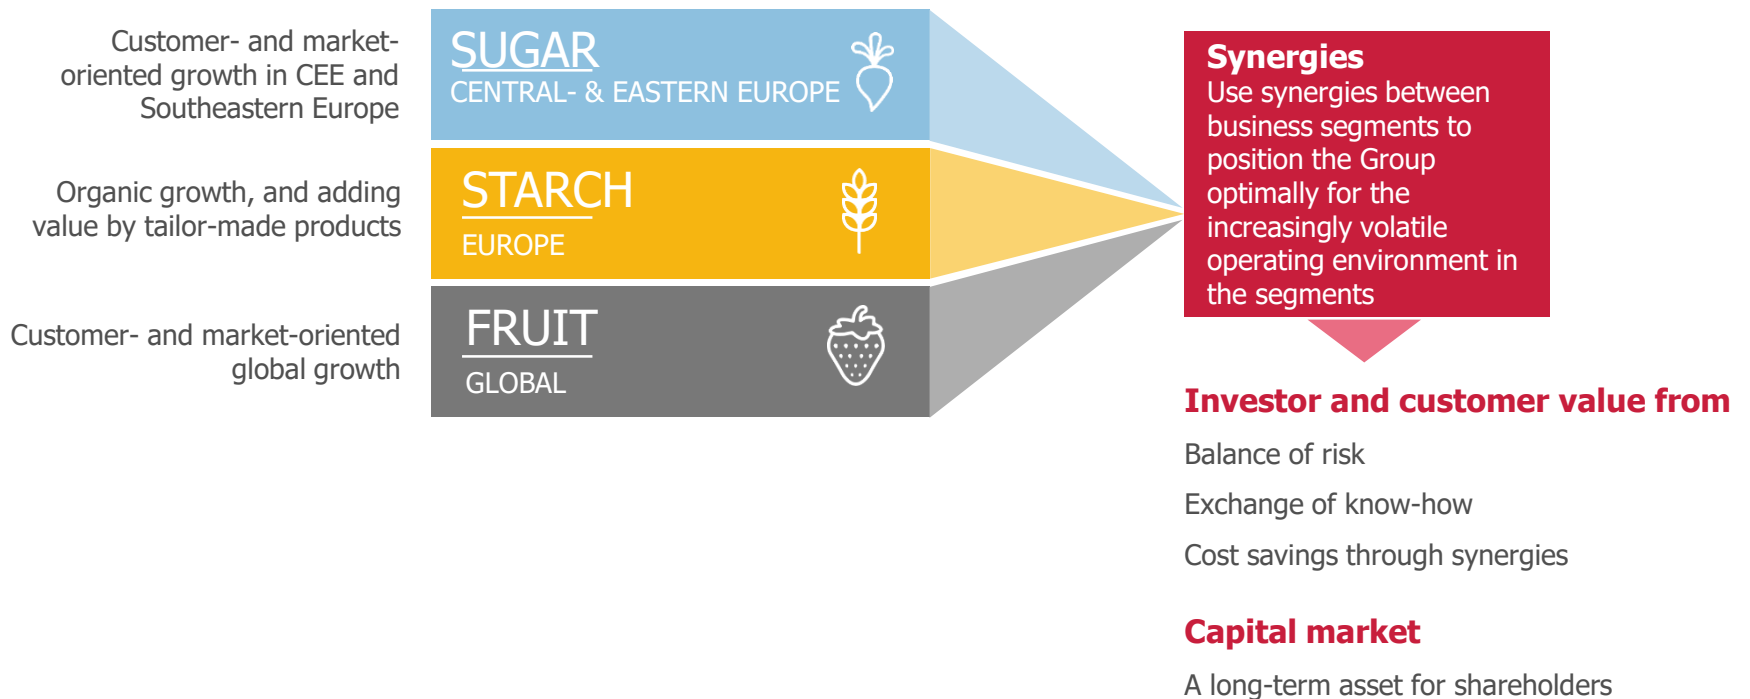 Customer- and market-
oriented growth in CEE and
Southeastern Europe
SUGAR
CENTRAL- & EASTERN EUROPE
Organic growth, and adding
value by tailor-made products
STARCH
EUROPE
Customer- and market-oriented
global growth
FRUIT
GLOBAL
Synergies
Use synergies between
business segments to
position the Group
optimally for the
increasingly volatile
operating environment in
the segments
Investor and customer value from
Balance of risk
Exchange of know-how
Cost savings through synergies
Capital market
A long-term asset for shareholders